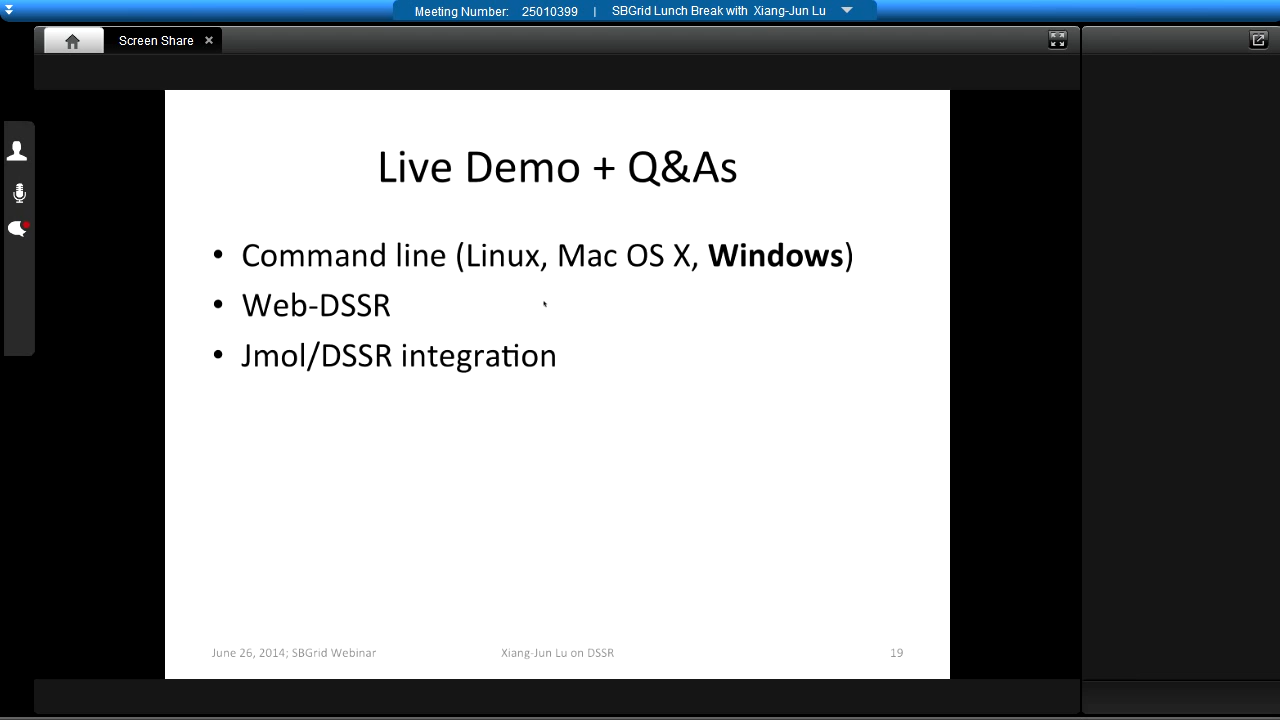 Meeting Number: 25010399 | SBGrid Lunch Break with Xiang-Jun Lu
Screen Share
Live Demo + Q&As
• Command line (Linux, Mac OS X, Windows)
• Web-DSSR
• Jmol/DSSR integration
June 26, 2014; SBGrid Webinar Xiang-Jun Lu on DSSR 19